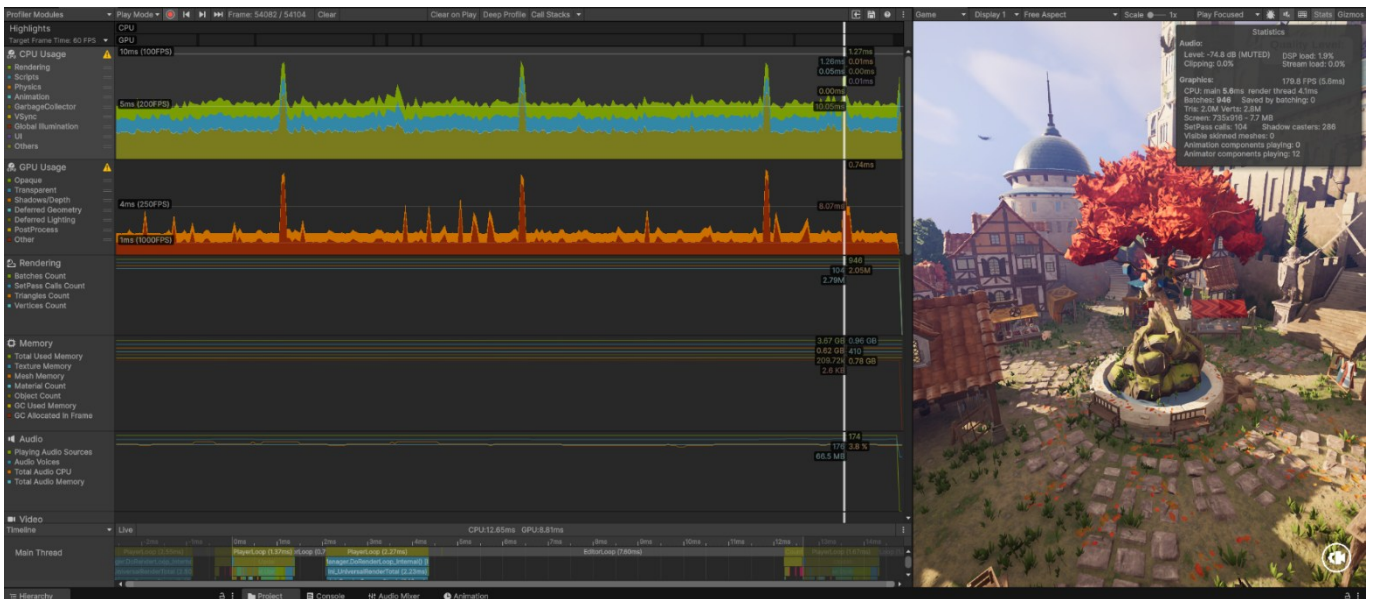 Profiler Modules
Play Mode
Frame: 54082 / 54104
Clear
Clear on Play
Deep Profile
Call Stacks
Game
Display 1
Free Aspect
Scale
1x
Play Focused
Stats
Gizmos
Highlights
Target Frame Time: 60 FPS
CPU
GPU
CPU Usage
Rendering
Scripts
Physics
Animation
GarbageCollector
VSync
Global Illumination
UI
Others
10ms (100FPS)
5ms (200FPS)
1.27ms
1.26ms 0.01ms
0.05ms 0.00ms
0.01ms
0.00ms
10.05ms
GPU Usage
Opaque
Transparent
Shadows/Depth
Deferred Geometry
Deferred Lighting
PostProcess
Other
4ms (250FPS)
1ms (1000FPS)
0.74ms
8.07ms
Rendering
Batches Count
SetPass Calls Count
Triangles Count
Vertices Count
946
104 2.05M
2.79M
Memory
Total Used Memory
Texture Memory
Mesh Memory
Material Count
Object Count
GC Used Memory
GC Allocated In Frame
3.67 GB 0.96 GB
0.62 GB 410
209.72k 0.78 GB
2.6 KB
Audio
Playing Audio Sources
Audio Voices
Total Audio CPU
Total Audio Memory
174
176 3.8 %
66.5 MB
Video
Timeline
Live
CPU:12.65ms GPU:8.81ms
Main Thread
PlayerLoop (1.37ms)
PlayerLoop (2.27ms)
EditorLoop (7.60ms)
Hierarchy
Project
Console
Audio Mixer
Animation
Statistics
Audio:
Level: -74.8 dB (MUTED) DSP load: 1.9%
Clipping: 0.0% Stream load: 0.0%
Graphics: 179.6 FPS (5.6ms)
CPU: main 5.6ms render thread 4.1ms
Batches: 946 Saved by batching: 0
Tris: 2.0M Verts: 2.8M
Screen: 735x916 - 7.7 MB
SetPass calls: 104 Shadow casters: 286
Visible skinned meshes: 0
Animation components playing: 0
Animator components playing: 12